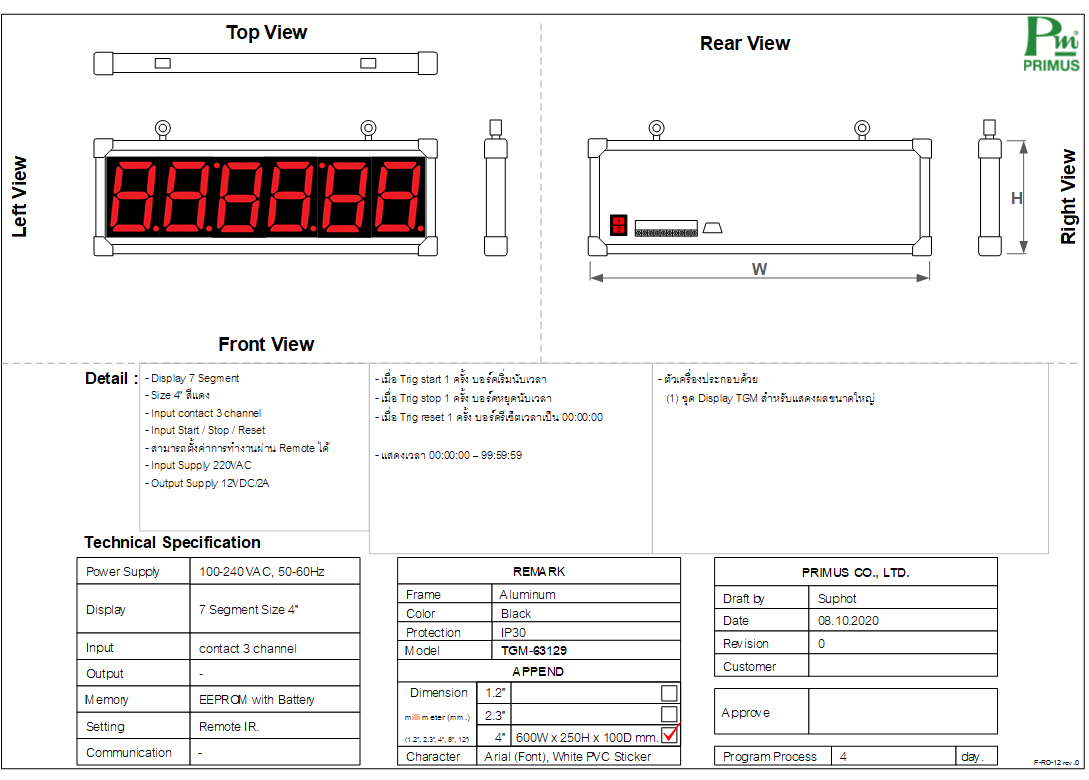 Top View
Rear View
Pm
PRIMUS
Left View
Right View
H
W
Front View
Detail :
- Display 7 Segment
- Size 4" สีแดง
- Input contact 3 channel
- Input Start / Stop / Reset
- สามารถตั้งค่าการทำงานผ่าน Remote ได้
- Input Supply 220VAC
- Output Supply 12VDC/2A
- เมื่อ Trig start 1 ครั้ง บอร์ดเริ่มนับเวลา
- เมื่อ Trig stop 1 ครั้ง บอร์ดหยุดนับเวลา
- เมื่อ Trig reset 1 ครั้ง บอร์ดรีเซ็ตเวลาเป็น 00:00:00
- แสดงเวลา 00:00:00 – 99:59:59
- ตัวเครื่องประกอบด้วย
(1) ชุด Display TGM สำหรับแสดงผลขนาดใหญ่
Technical Specification
Power Supply 100-240VAC, 50-60Hz
Display 7 Segment Size 4"
Input contact 3 channel
Output -
Memory EEPROM with Battery
Setting Remote IR.
Communication -
REMARK
Frame Aluminum
Color Black
Protection IP30
Model TGM-63129
APPEND
Dimension 1.2"
millimeter (mm.) 2.3"
(1.2", 2.3", 4", 8", 12") 4" 600W x 250H x 100D mm.
Character Arial (Font), White PVC Sticker
PRIMUS CO., LTD.
Draft by Suphot
Date 08.10.2020
Revision 0
Customer
Approve
Program Process 4 day.
F-RD-12 rev.0